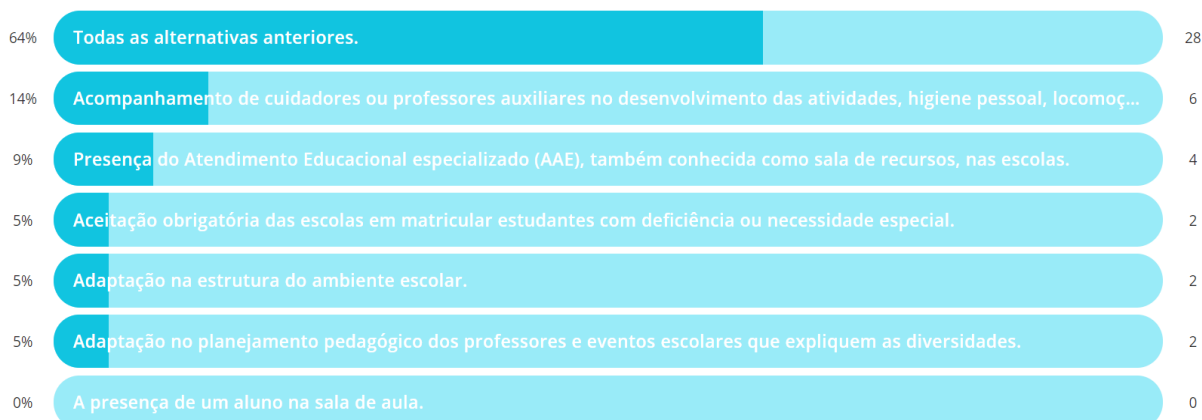 64% Todas as alternativas anteriores. 28
14% Acompanhamento de cuidadores ou professores auxiliares no desenvolvimento das atividades, higiene pessoal, locomoç... 6
9% Presença do Atendimento Educacional especializado (AAE), também conhecida como sala de recursos, nas escolas. 4
5% Aceitação obrigatória das escolas em matricular estudantes com deficiência ou necessidade especial. 2
5% Adaptação na estrutura do ambiente escolar. 2
5% Adaptação no planejamento pedagógico dos professores e eventos escolares que expliquem as diversidades. 2
0% A presença de um aluno na sala de aula. 0